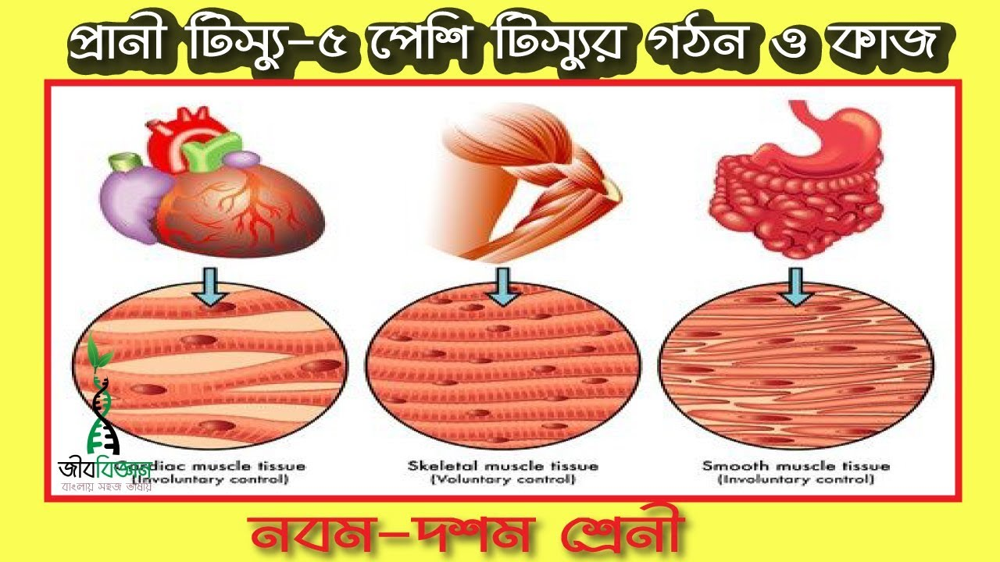 প্রানী টিস্যু-৫ পেশি টিস্যুর গঠন ও কাজ
Cardiac muscle tissue
(Involuntary control)
Skeletal muscle tissue
(Voluntary control)
Smooth muscle tissue
(Involuntary control)
জীববিজ্ঞান
বাংলায় সহজ ভাষায়
নবম-দশম শ্রেনী